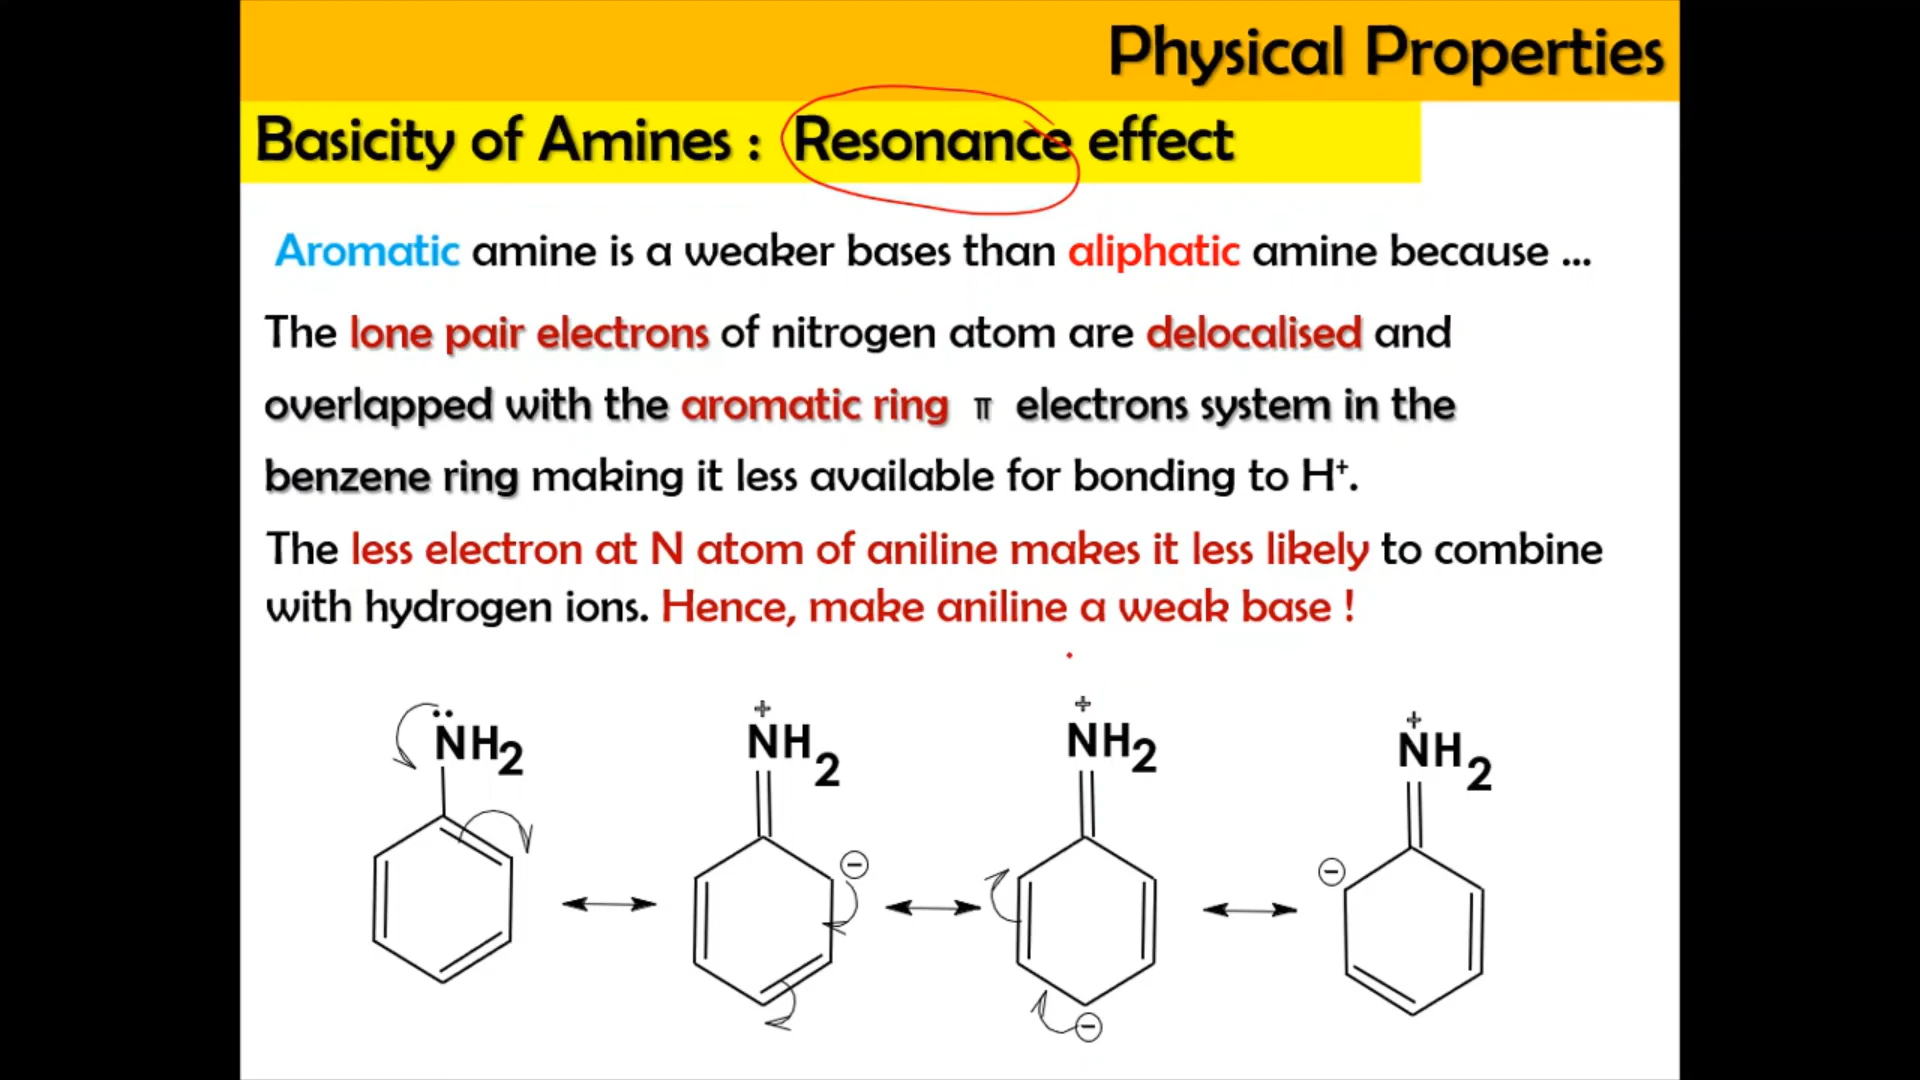 Physical Properties
Basicity of Amines : Resonance effect
Aromatic amine is a weaker bases than aliphatic amine because ...
The lone pair electrons of nitrogen atom are delocalised and
overlapped with the aromatic ring π electrons system in the
benzene ring making it less available for bonding to H⁺.
The less electron at N atom of aniline makes it less likely to combine
with hydrogen ions. Hence, make aniline a weak base !
NH₂ + NH₂ + NH₂ + NH₂
− − −